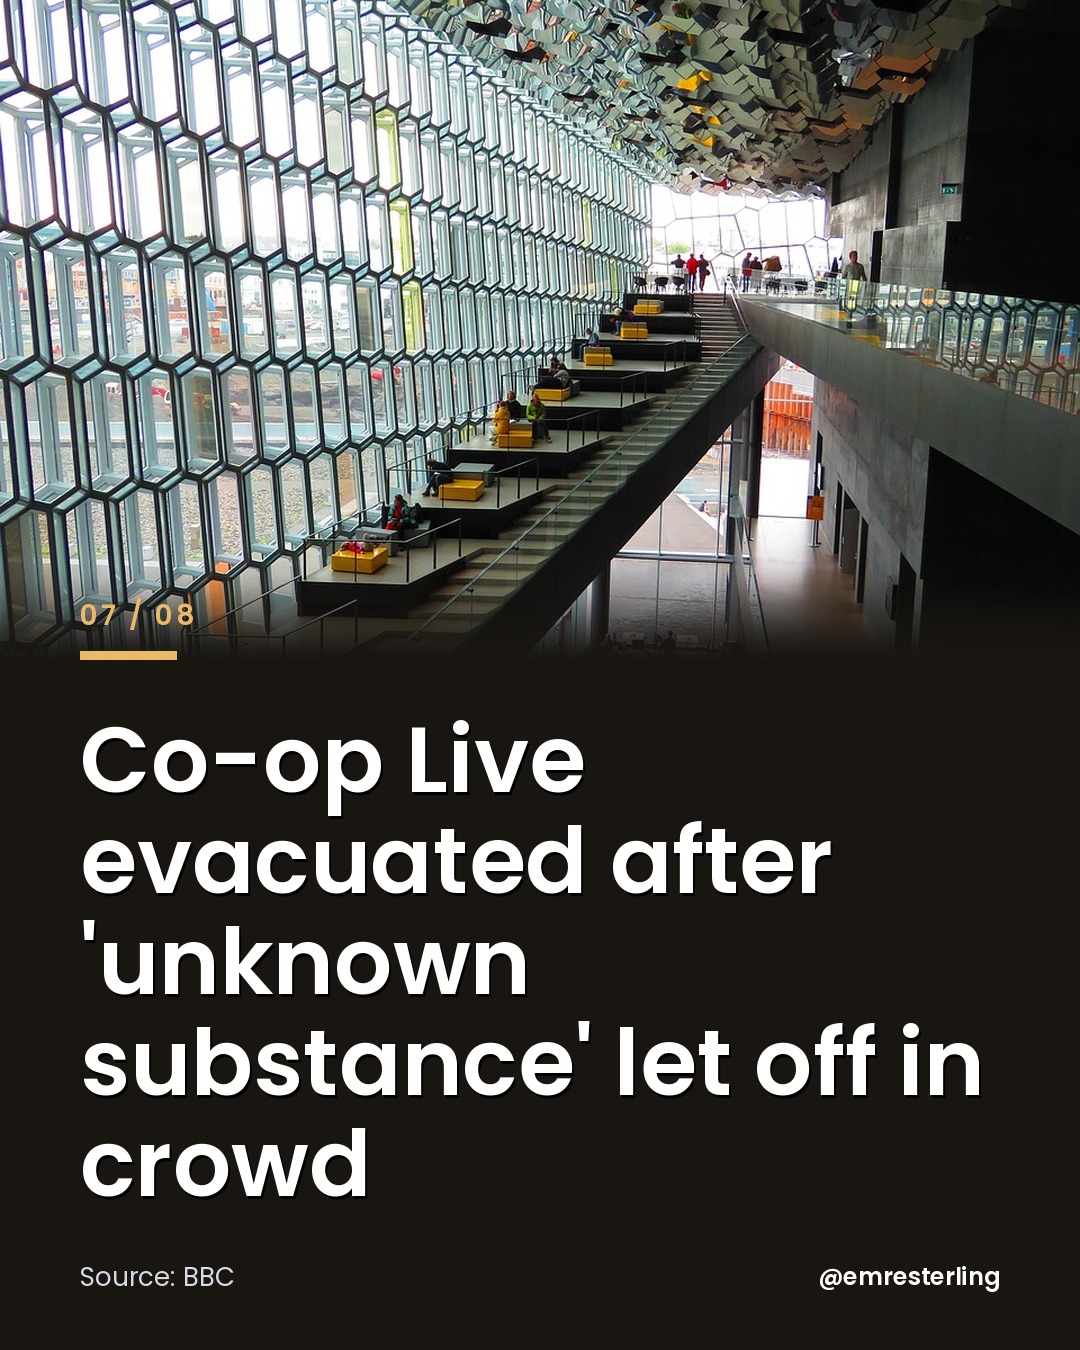 07 / 08
Co-op Live
evacuated after
'unknown
substance' let off in
crowd
Source: BBC
@emresterling